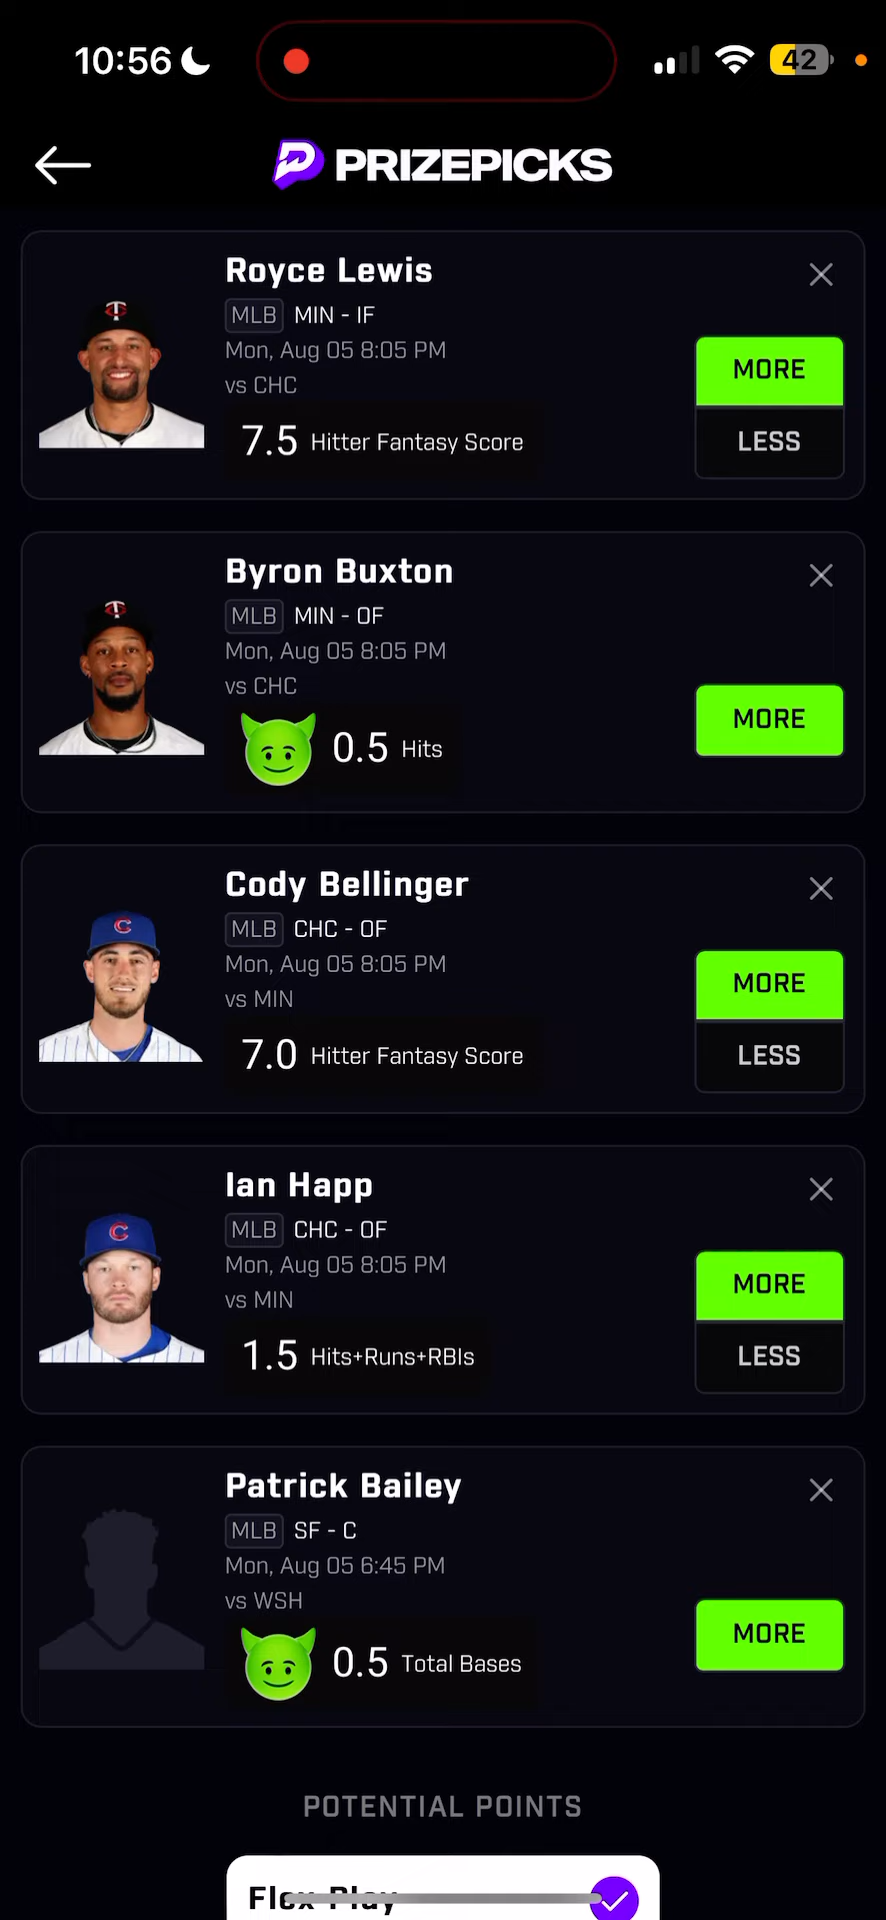 10:56
42
PRIZEPICKS
Royce Lewis
MLB MIN - IF
Mon, Aug 05 8:05 PM
vs CHC
7.5 Hitter Fantasy Score
MORE
LESS
Byron Buxton
MLB MIN - OF
Mon, Aug 05 8:05 PM
vs CHC
0.5 Hits
MORE
Cody Bellinger
MLB CHC - OF
Mon, Aug 05 8:05 PM
vs MIN
7.0 Hitter Fantasy Score
MORE
LESS
Ian Happ
MLB CHC - OF
Mon, Aug 05 8:05 PM
vs MIN
1.5 Hits+Runs+RBIs
MORE
LESS
Patrick Bailey
MLB SF - C
Mon, Aug 05 6:45 PM
vs WSH
0.5 Total Bases
MORE
POTENTIAL POINTS
Flex Play